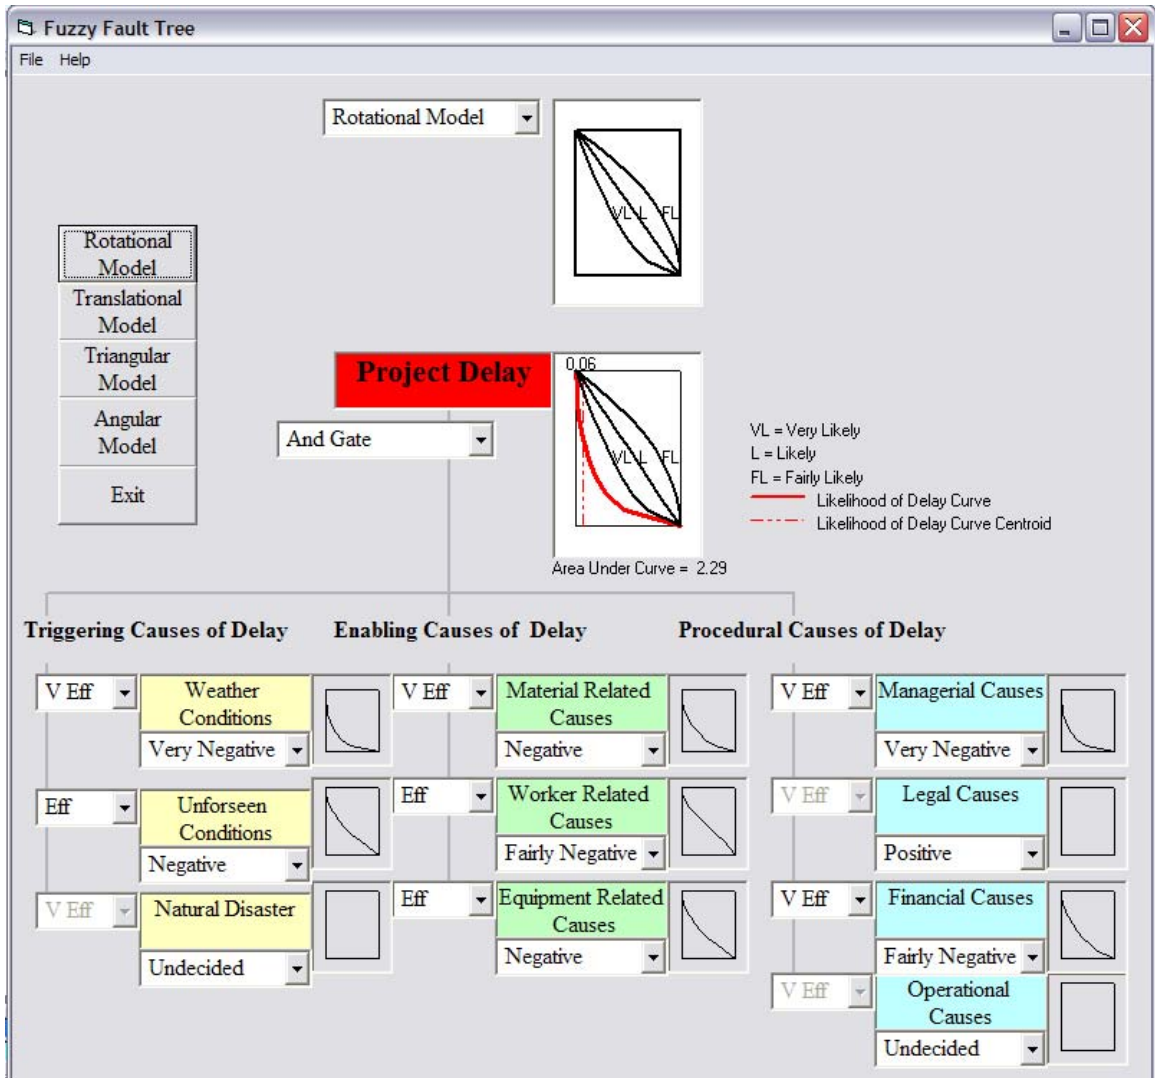 Fuzzy Fault Tree
File Help
Rotational Model
VL L FL
Rotational
Model
Translational
Model
Triangular
Model
Angular
Model
Exit
Project Delay
0.06
And Gate
VL L FL
VL = Very Likely
L = Likely
FL = Fairly Likely
Likelihood of Delay Curve
Likelihood of Delay Curve Centroid
Area Under Curve = 2.29
Triggering Causes of Delay
Enabling Causes of Delay
Procedural Causes of Delay
V Eff
Weather
Conditions
Very Negative
Eff
Unforseen
Conditions
Negative
V Eff
Natural Disaster
Undecided
V Eff
Material Related
Causes
Negative
Eff
Worker Related
Causes
Fairly Negative
Eff
Equipment Related
Causes
Negative
V Eff
Managerial Causes
Very Negative
V Eff
Legal Causes
Positive
V Eff
Financial Causes
Fairly Negative
V Eff
Operational
Causes
Undecided